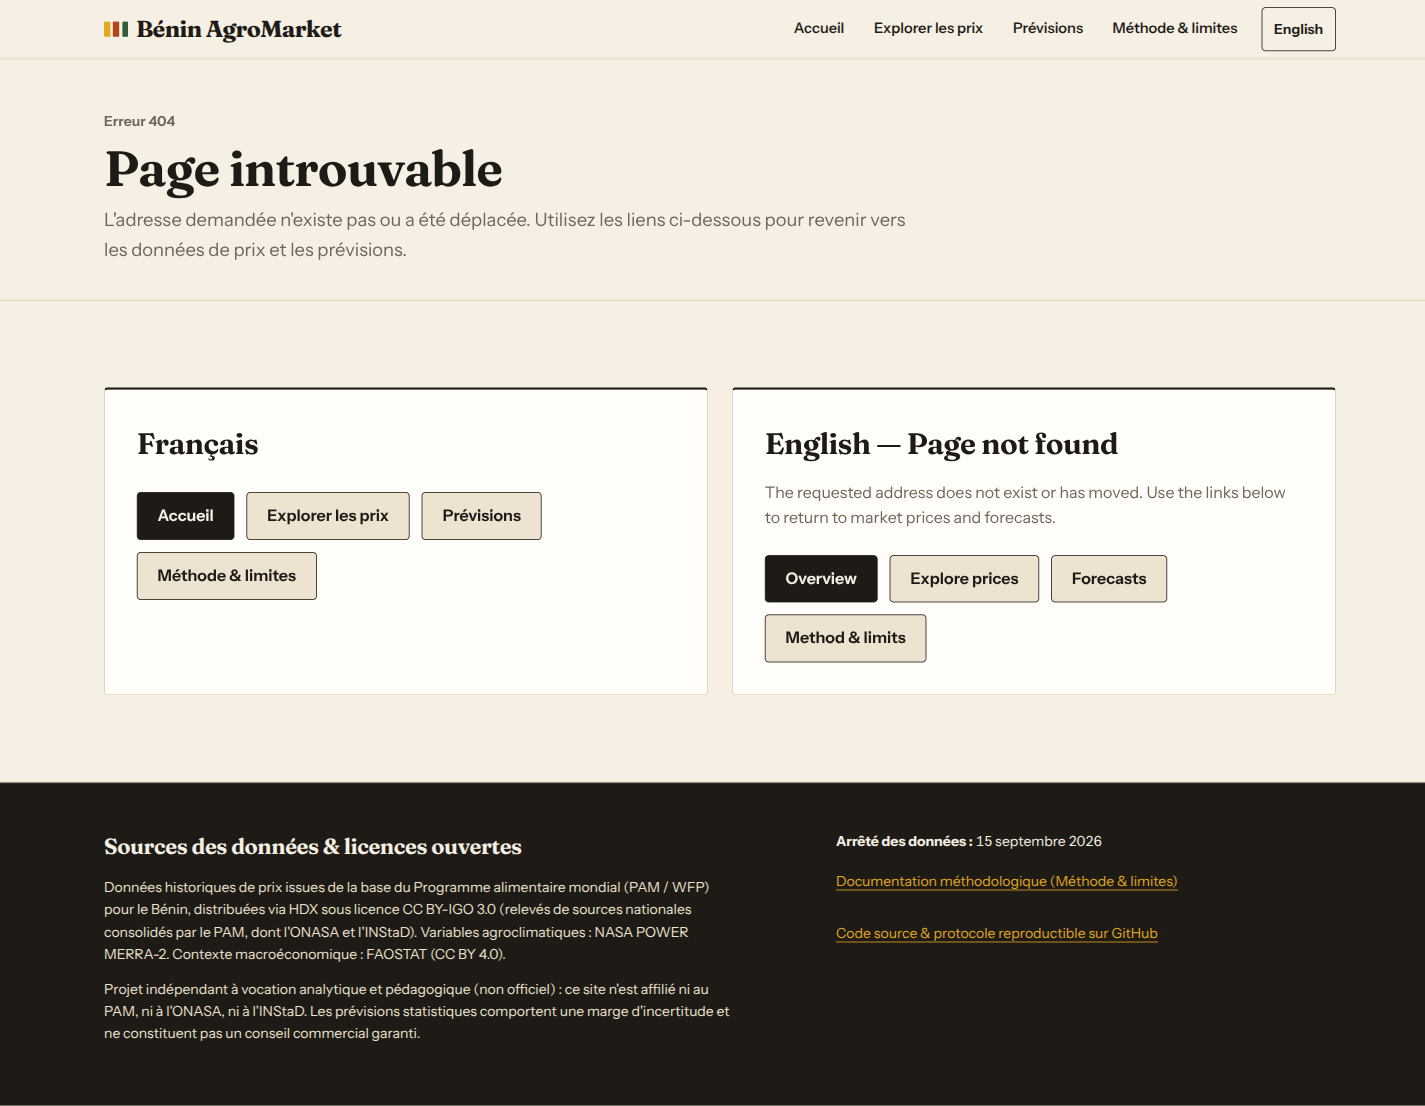 Bénin AgroMarket
Accueil
Explorer les prix
Prévisions
Méthode & limites
English
Erreur 404
Page introuvable
L'adresse demandée n'existe pas ou a été déplacée. Utilisez les liens ci-dessous pour revenir vers
les données de prix et les prévisions.
Français
Accueil
Explorer les prix
Prévisions
Méthode & limites
English — Page not found
The requested address does not exist or has moved. Use the links below
to return to market prices and forecasts.
Overview
Explore prices
Forecasts
Method & limits
Sources des données & licences ouvertes
Données historiques de prix issues de la base du Programme alimentaire mondial (PAM / WFP)
pour le Bénin, distribuées via HDX sous licence CC BY-IGO 3.0 (relevés de sources nationales
consolidés par le PAM, dont l'ONASA et l'INStaD). Variables agroclimatiques : NASA POWER
MERRA-2. Contexte macroéconomique : FAOSTAT (CC BY 4.0).
Projet indépendant à vocation analytique et pédagogique (non officiel) : ce site n'est affilié ni au
PAM, ni à l'ONASA, ni à l'INStaD. Les prévisions statistiques comportent une marge d'incertitude et
ne constituent pas un conseil commercial garanti.
Arrêté des données : 15 septembre 2026
Documentation méthodologique (Méthode & limites)
Code source & protocole reproductible sur GitHub